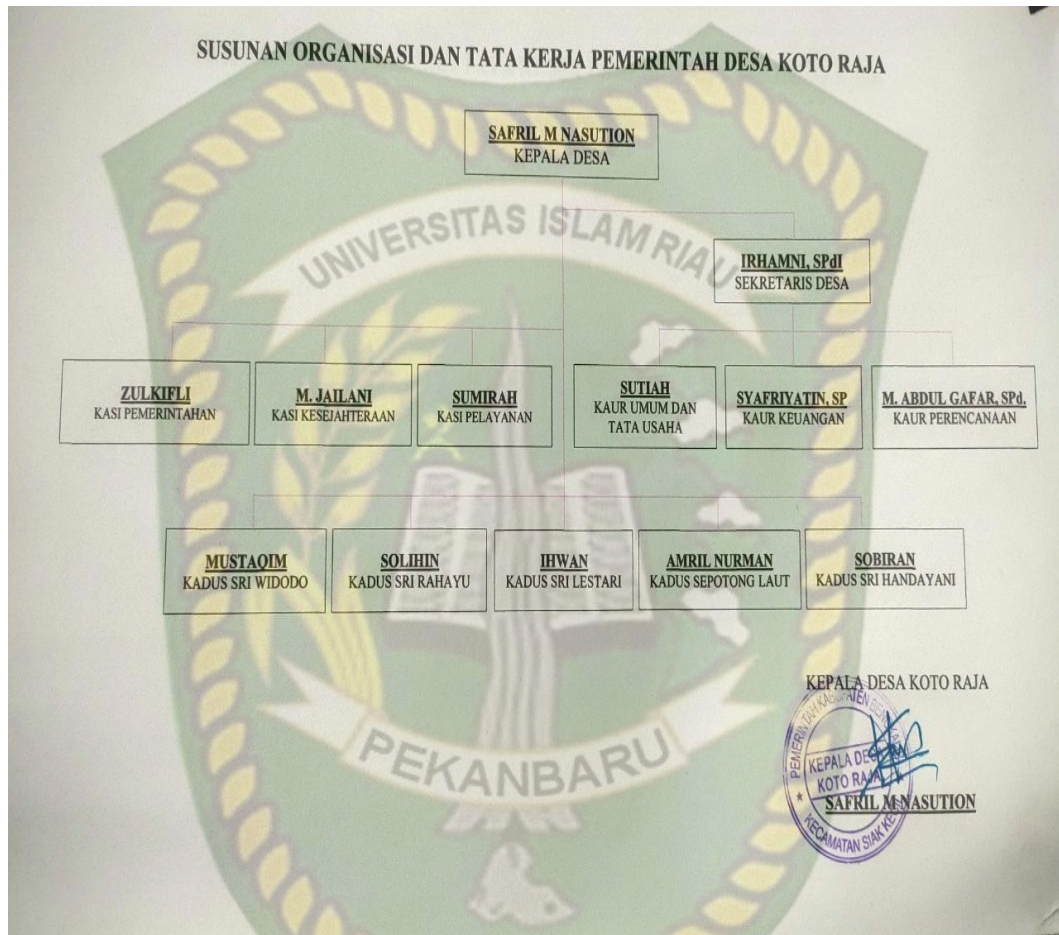 SUSUNAN ORGANISASI DAN TATA KERJA PEMERINTAH DESA KOTO RAJA
SAFRIL M NASUTION
KEPALA DESA
UNIVERSITAS ISLAM RIAU
IRHAMNI, SPdI
SEKRETARIS DESA
ZULKIFLI
KASI PEMERINTAHAN
M. JAILANI
KASI KESEJAHTERAAN
SUMIRAH
KASI PELAYANAN
SUTIAH
KAUR UMUM DAN
TATA USAHA
SYAFRIYATIN, SP
KAUR KEUANGAN
M. ABDUL GAFAR, SPd.
KAUR PERENCANAAN
MUSTAQIM
KADUS SRI WIDODO
SOLIHIN
KADUS SRI RAHAYU
IHWAN
KADUS SRI LESTARI
AMRIL NURMAN
KADUS SEPOTONG LAUT
SOBIRAN
KADUS SRI HANDAYANI
PEKANBARU
KEPALA DESA KOTO RAJA
PEMERINTAH KABUPATEN
KEPALA DESA
KOTO RAJA
KECAMATAN SIAK
SAFRIL M NASUTION